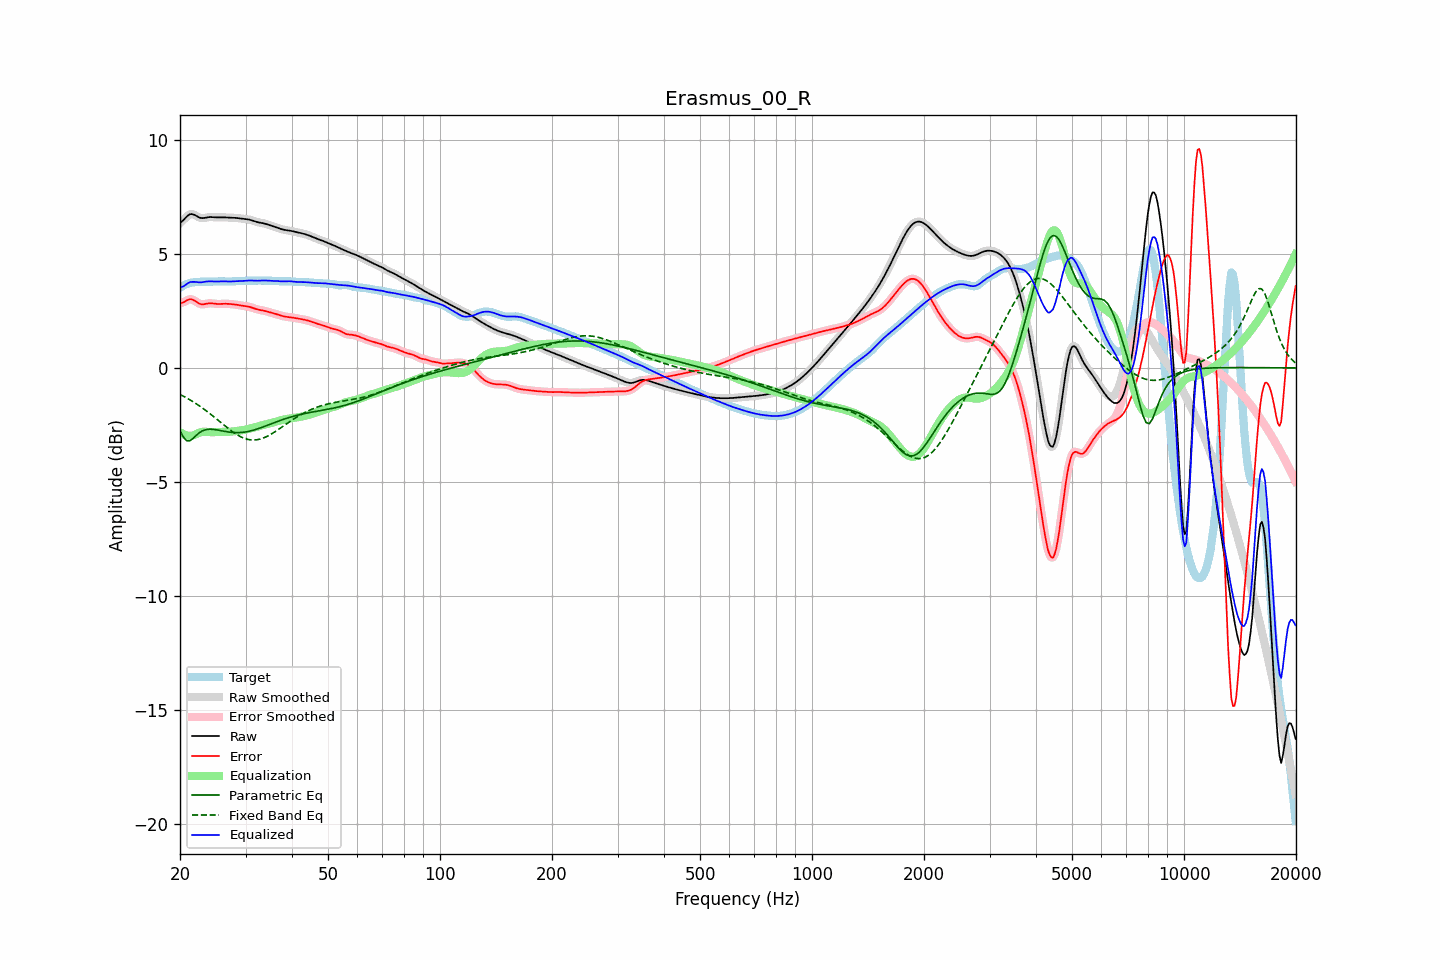 Erasmus_00_R
Amplitude (dBr)
10
5
0
−5
−10
−15
−20
Target
Raw Smoothed
Error Smoothed
Raw
Error
Equalization
Parametric Eq
Fixed Band Eq
Equalized
20 50 100 200 500 1000 2000 5000 10000 20000
Frequency (Hz)